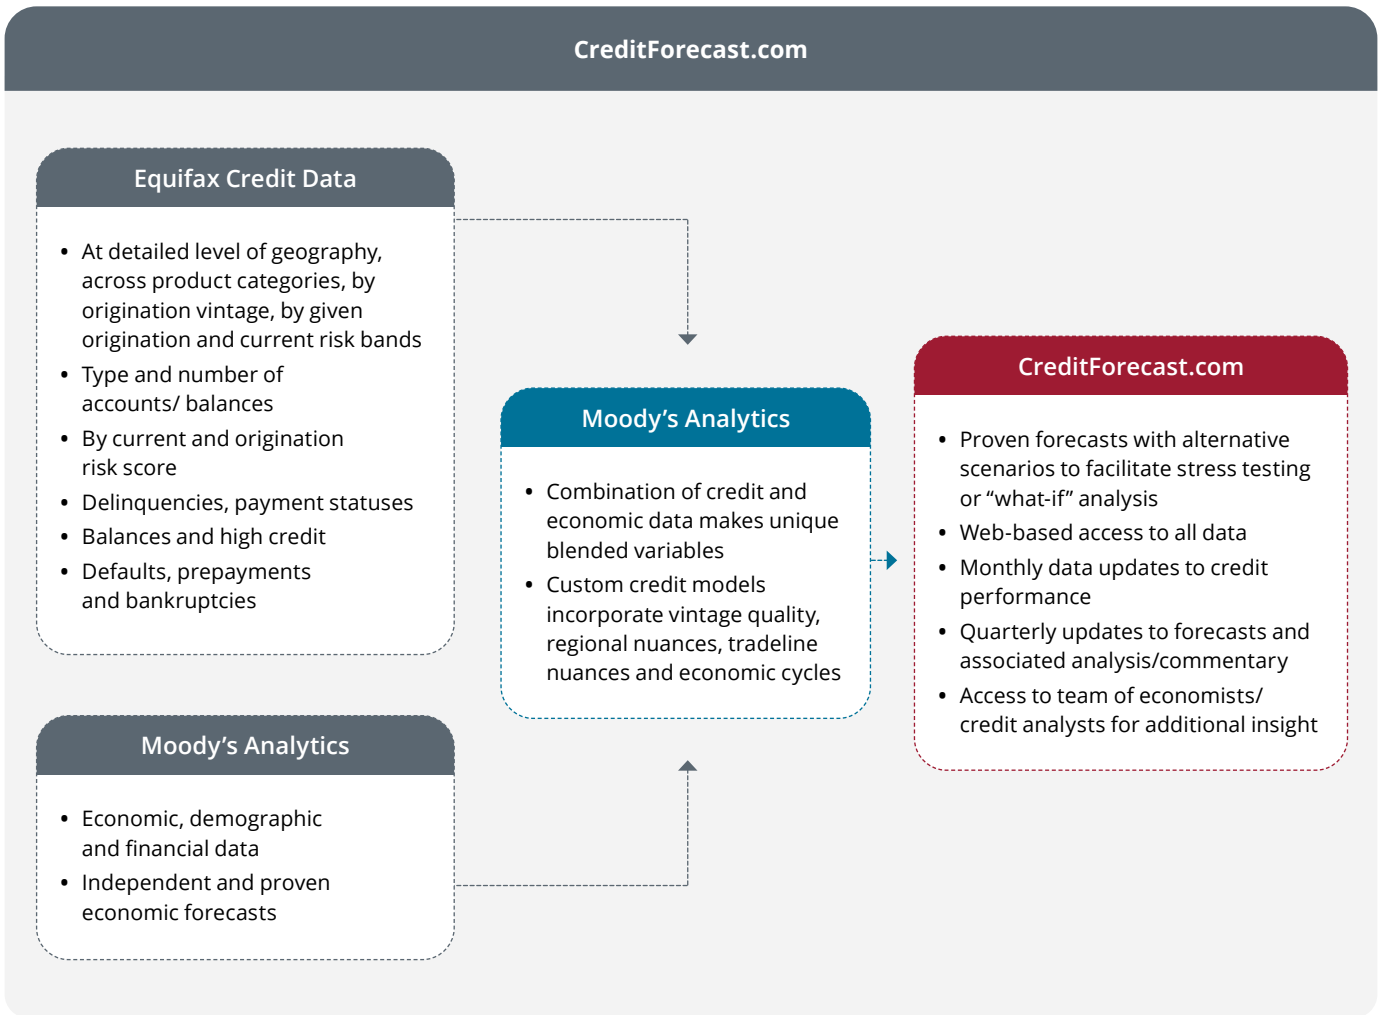 CreditForecast.com
Equifax Credit Data
• At detailed level of geography,
across product categories, by
origination vintage, by given
origination and current risk bands
• Type and number of
accounts/ balances
• By current and origination
risk score
• Delinquencies, payment statuses
• Balances and high credit
• Defaults, prepayments
and bankruptcies
Moody’s Analytics
• Economic, demographic
and financial data
• Independent and proven
economic forecasts
Moody’s Analytics
• Combination of credit and
economic data makes unique
blended variables
• Custom credit models
incorporate vintage quality,
regional nuances, tradeline
nuances and economic cycles
CreditForecast.com
• Proven forecasts with alternative
scenarios to facilitate stress testing
or “what-if” analysis
• Web-based access to all data
• Monthly data updates to credit
performance
• Quarterly updates to forecasts and
associated analysis/commentary
• Access to team of economists/
credit analysts for additional insight